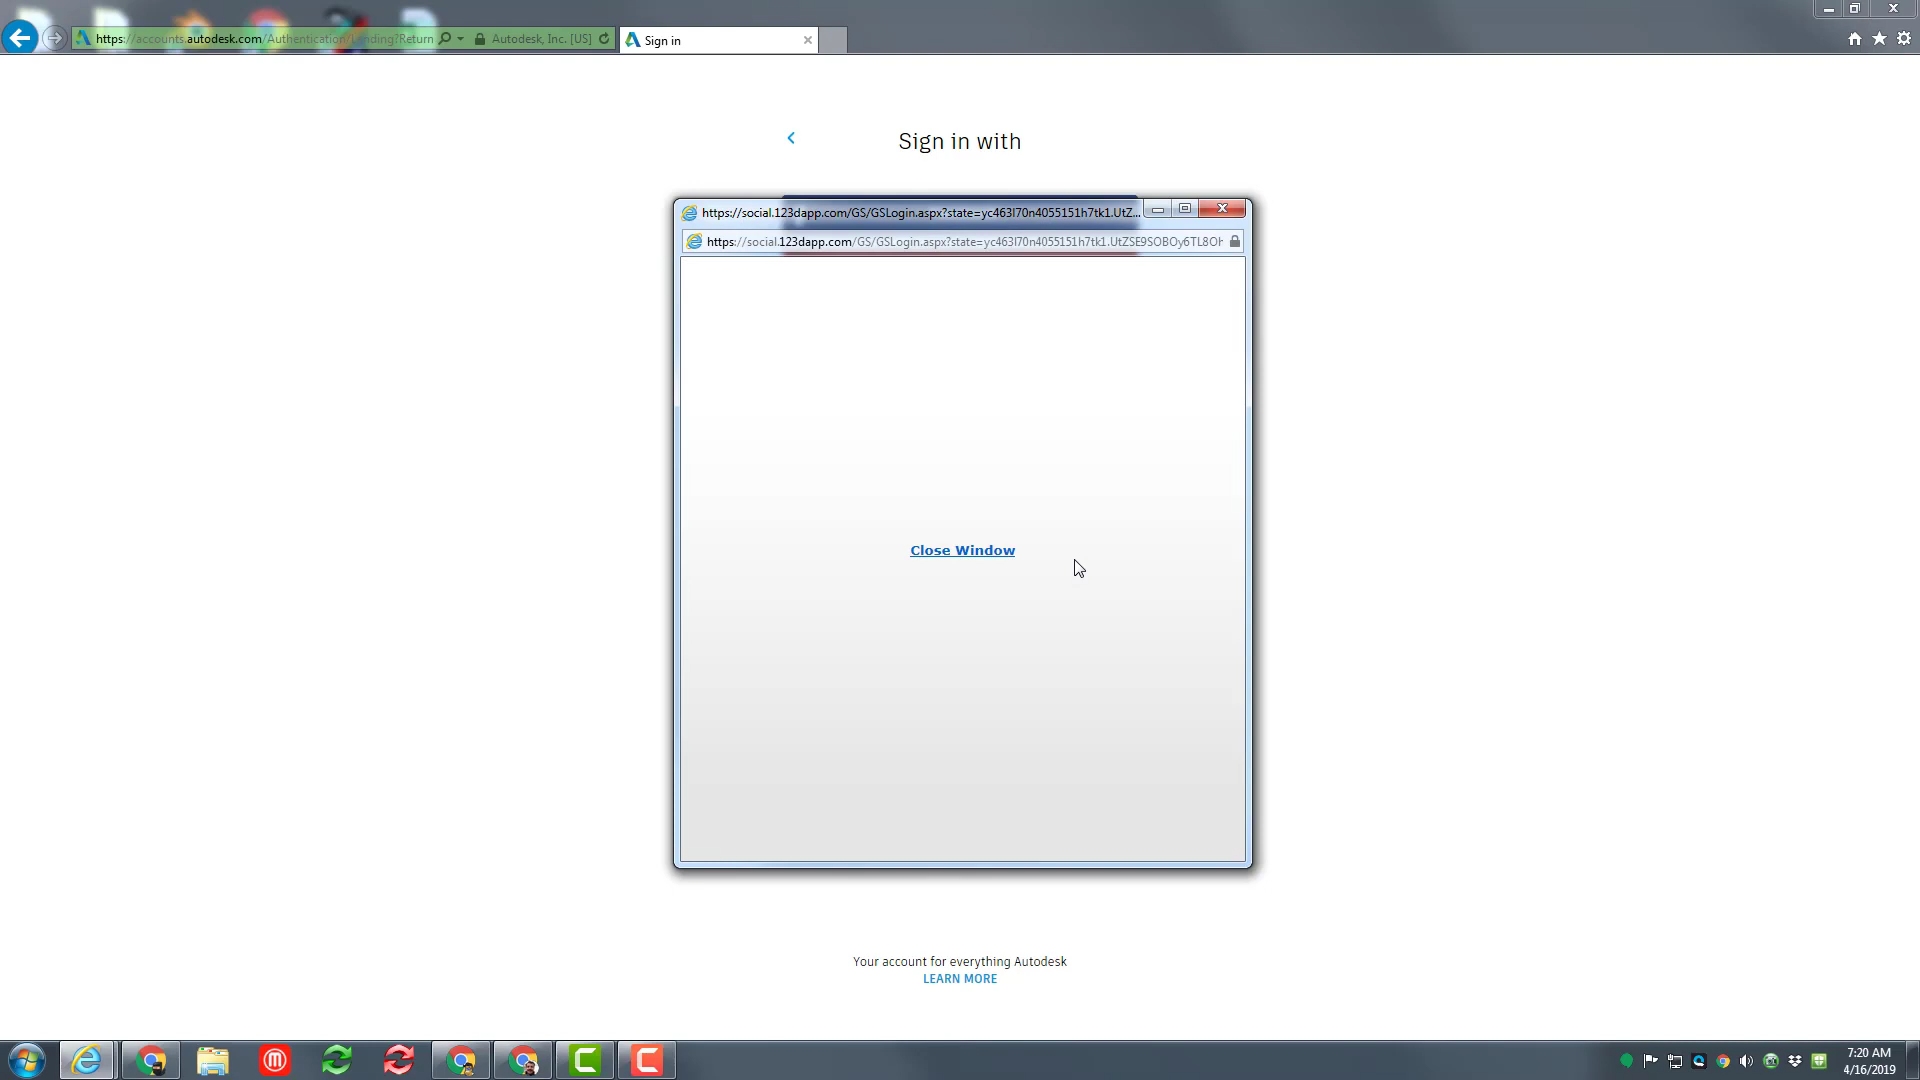 https://accounts.autodesk.com/Authentication/Landing?Return
Autodesk, Inc. [US]
Sign in
Sign in with
https://social.123dapp.com/GS/GSLogin.aspx?state=yc463l70n4055151h7tk1.UtZ...
https://social.123dapp.com/GS/GSLogin.aspx?state=yc463l70n4055151h7tk1.UtZSE9SOBOy6TL8Oh
Close Window
Your account for everything Autodesk
LEARN MORE
7:20 AM
4/16/2019